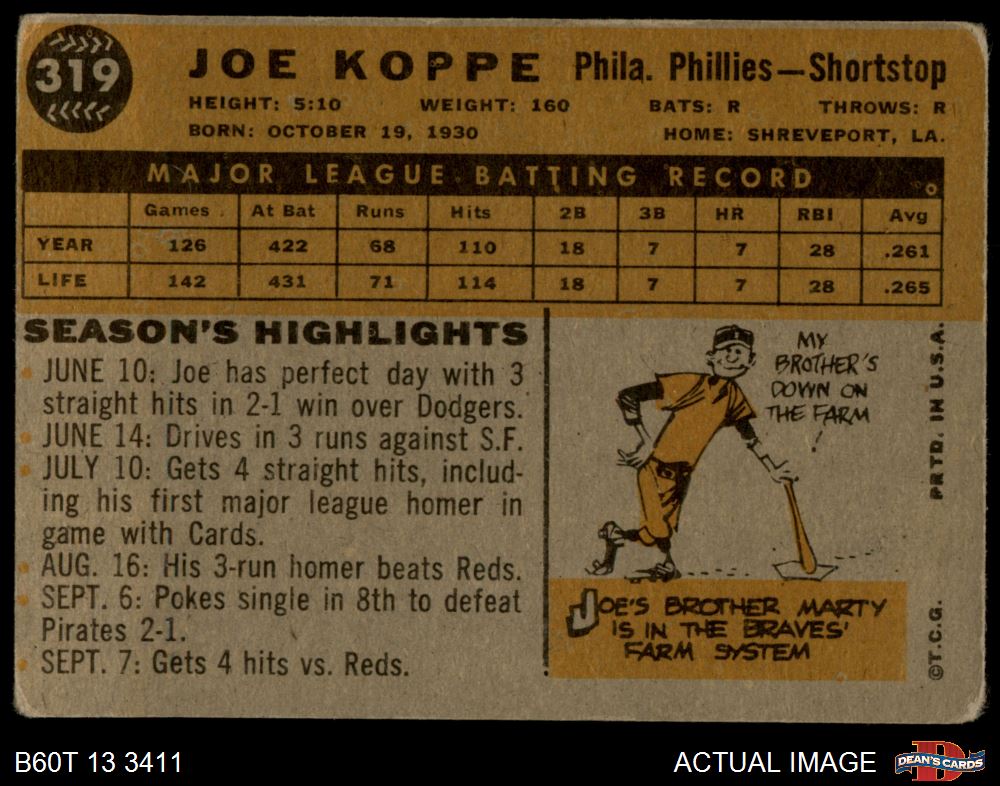 319
JOE KOPPE Phila. Phillies—Shortstop
HEIGHT: 5:10 WEIGHT: 160 BATS: R THROWS: R
BORN: OCTOBER 19, 1930 HOME: SHREVEPORT, LA.
MAJOR LEAGUE BATTING RECORD
Games At Bat Runs Hits 2B 3B HR RBI Avg
YEAR 126 422 68 110 18 7 7 28 .261
LIFE 142 431 71 114 18 7 7 28 .265
SEASON'S HIGHLIGHTS
JUNE 10: Joe has perfect day with 3
straight hits in 2-1 win over Dodgers.
JUNE 14: Drives in 3 runs against S.F.
JULY 10: Gets 4 straight hits, includ-
ing his first major league homer in
game with Cards.
AUG. 16: His 3-run homer beats Reds.
SEPT. 6: Pokes single in 8th to defeat
Pirates 2-1.
SEPT. 7: Gets 4 hits vs. Reds.
MY
BROTHER'S
DOWN ON
THE FARM
!
JOE'S BROTHER MARTY
IS IN THE BRAVES'
FARM SYSTEM
©T.C.G. PRTD. IN U.S.A.
B60T 13 3411 ACTUAL IMAGE DEAN'S CARDS